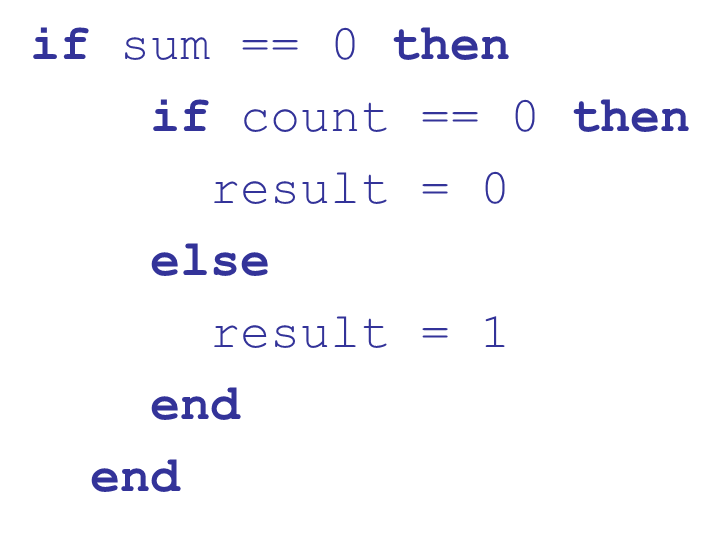 if sum == 0 then
if count == 0 then
result = 0
else
result = 1
end
end